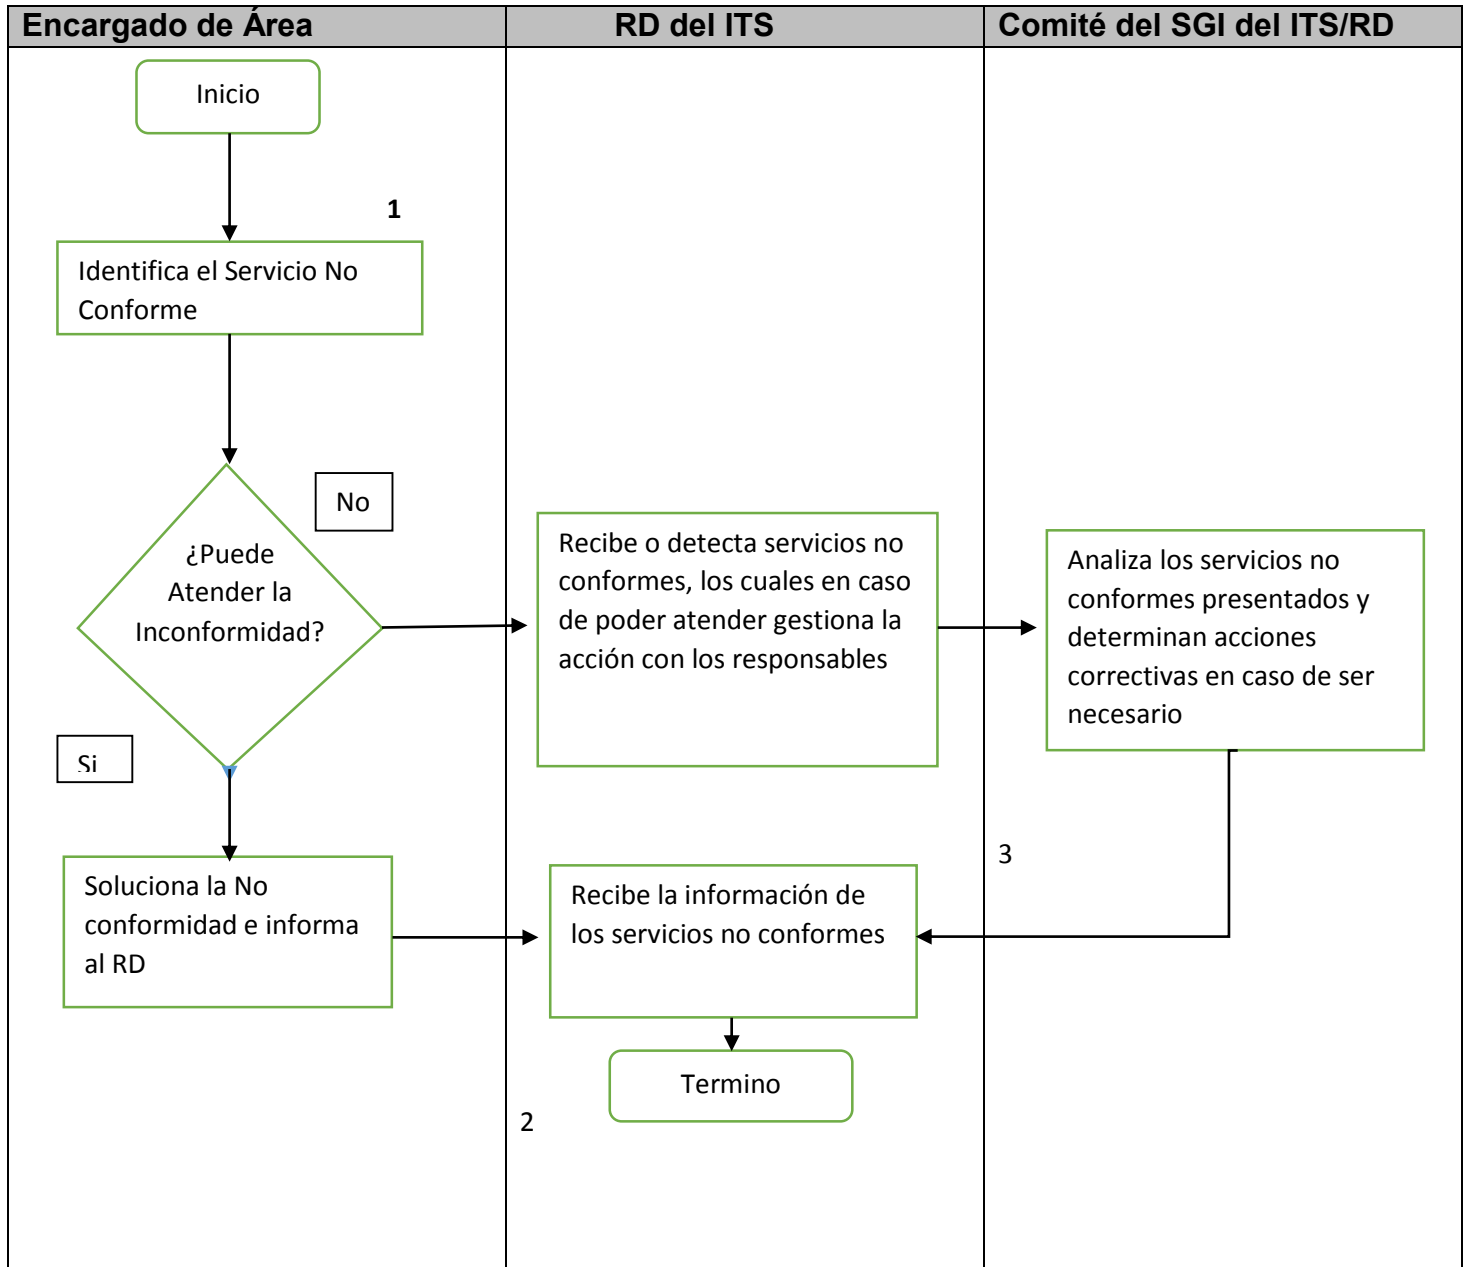 Encargado de Área
RD del ITS
Comité del SGI del ITS/RD
Inicio
1
Identifica el Servicio No
Conforme
No
¿Puede
Atender la
Inconformidad?
Recibe o detecta servicios no
conformes, los cuales en caso
de poder atender gestiona la
acción con los responsables
Analiza los servicios no
conformes presentados y
determinan acciones
correctivas en caso de ser
necesario
Si
Soluciona la No
conformidad e informa
al RD
Recibe la información de
los servicios no conformes
3
Termino
2